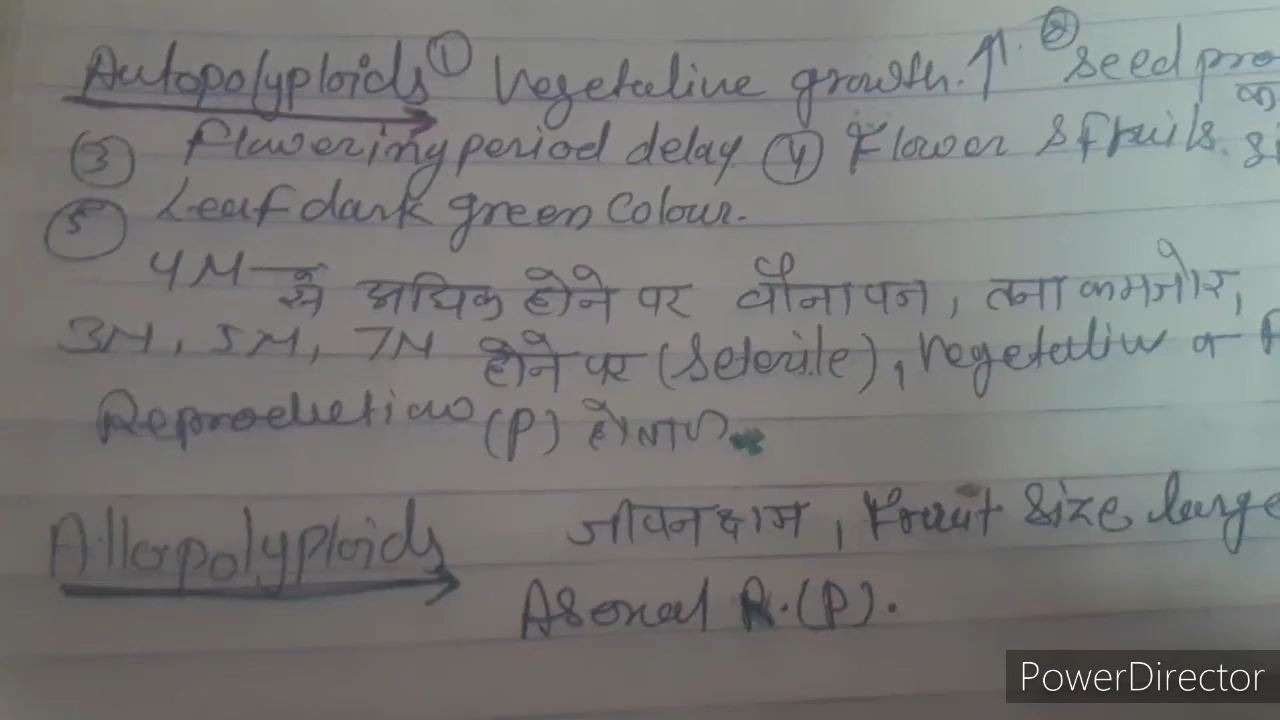 Autopolyploids ① Vegetative growth. ↑ ② Seed pro
③ Flowering period delay ④ Flower & fruits.
⑤ Leaf dark green colour.
4N से अधिक होने पर बौनापन, तना कमजोर,
3N, 5N, 7N होने पर (Seterile), Vegetative
Reproduction (P)
Allopolyploids जीवनक्षम, Fruit Size large
Asexual R. (P).
PowerDirector